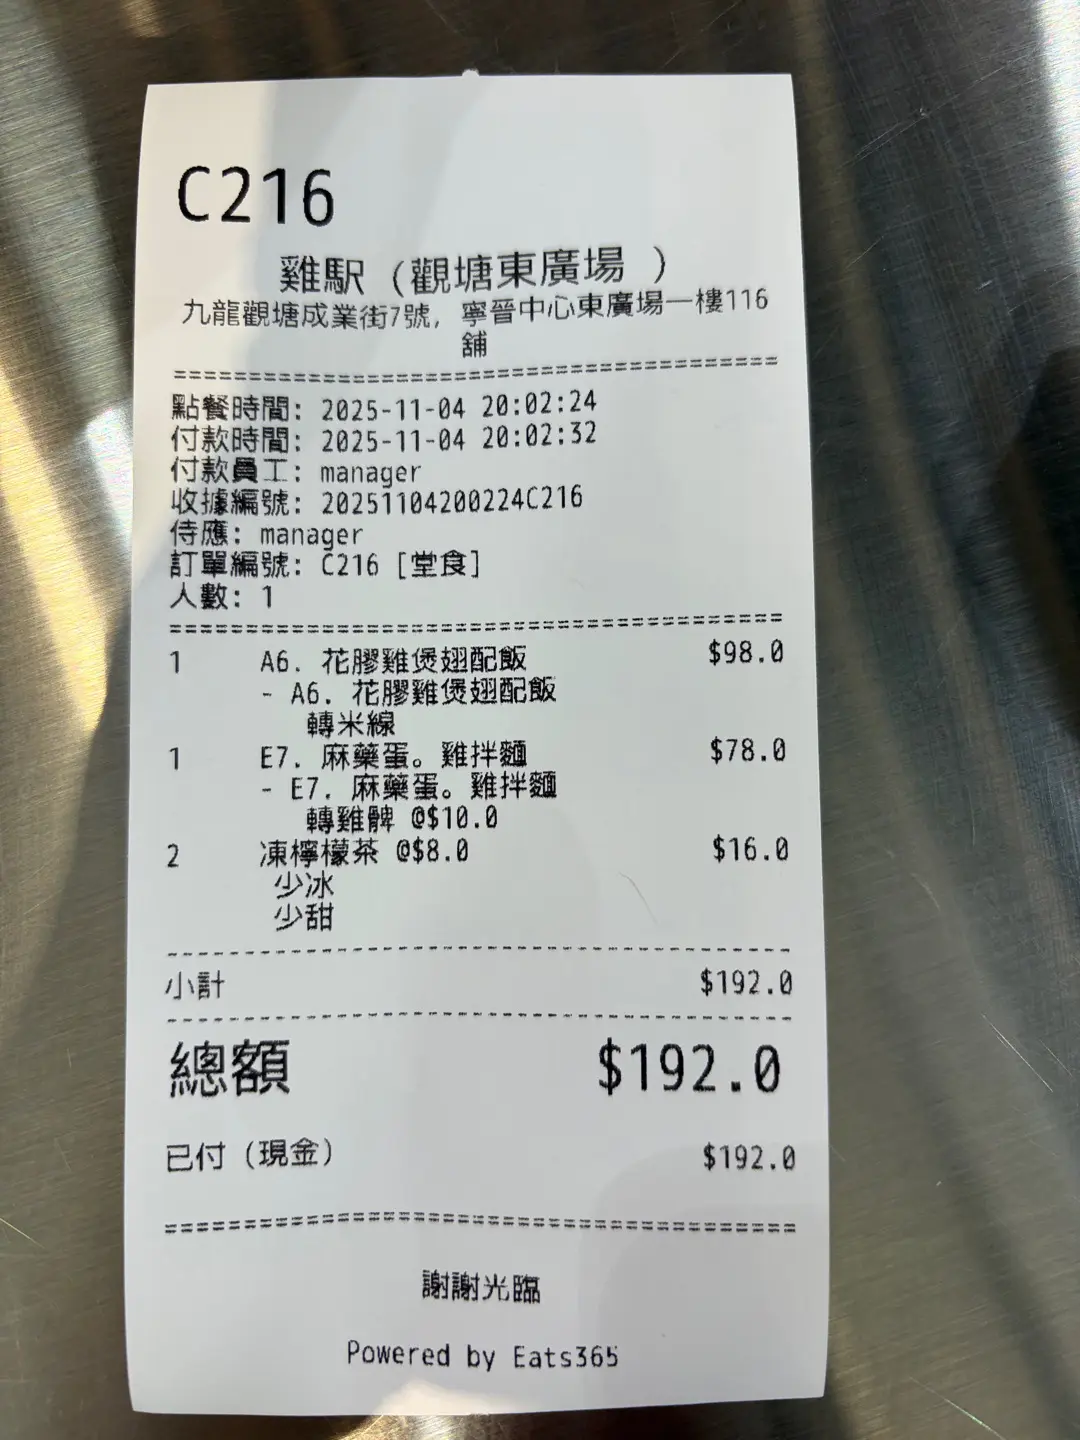 C216
雞駅（觀塘東廣場 ）
九龍觀塘成業街7號, 寧晉中心東廣場一樓116
舖
========================================
點餐時間: 2025-11-04 20:02:24
付款時間: 2025-11-04 20:02:32
付款員工: manager
收據編號: 20251104200224C216
侍應: manager
訂單編號: C216 [堂食]
人數: 1
========================================
1 A6. 花膠雞煲翅配飯 $98.0
- A6. 花膠雞煲翅配飯
轉米線
1 E7. 麻藥蛋。雞拌麵 $78.0
- E7. 麻藥蛋。雞拌麵
轉雞髀 @$10.0
2 凍檸檬茶 @$8.0 $16.0
少冰
少甜
----------------------------------------
小計 $192.0
----------------------------------------
總額 $192.0
已付（現金） $192.0
========================================
謝謝光臨
Powered by Eats365